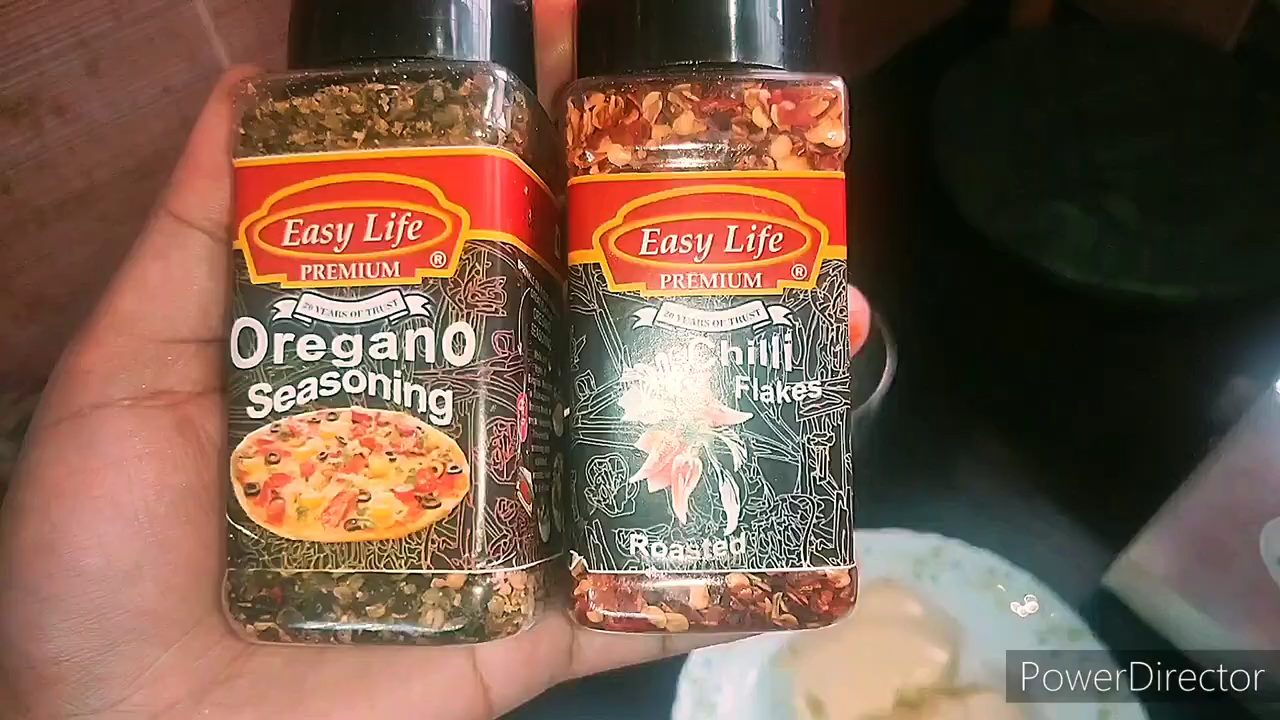 Easy Life
PREMIUM
®
20 YEARS OF TRUST
Oregano
Seasoning
Easy Life
PREMIUM
®
20 YEARS OF TRUST
Chilli
Flakes
Roasted
PowerDirector